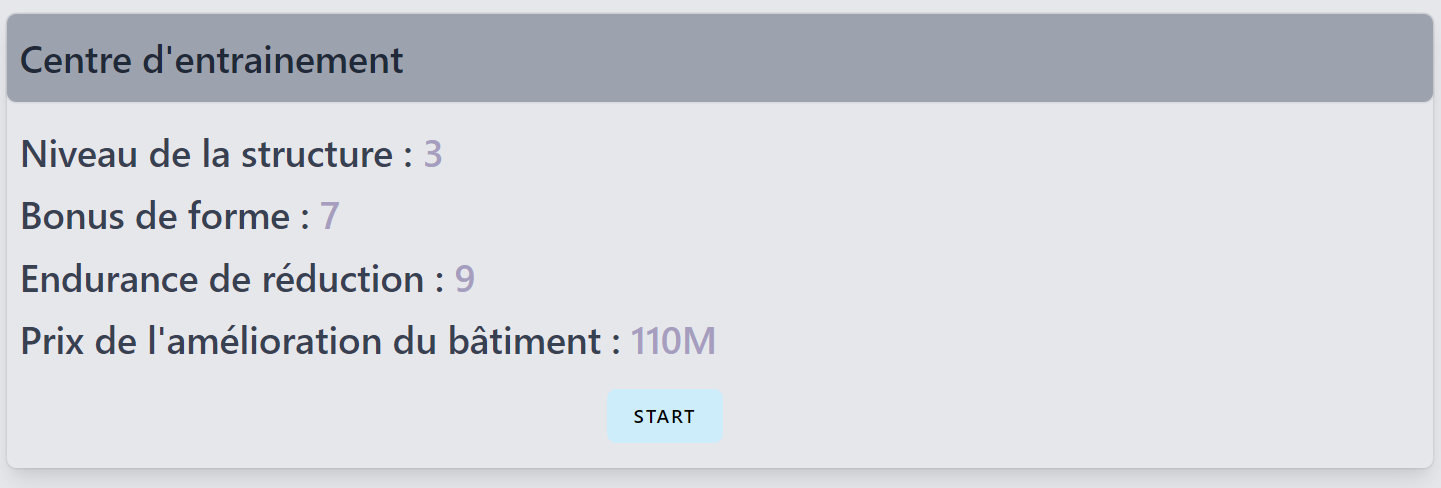 Centre d'entrainement
Niveau de la structure : 3
Bonus de forme : 7
Endurance de réduction : 9
Prix de l'amélioration du bâtiment : 110M
START